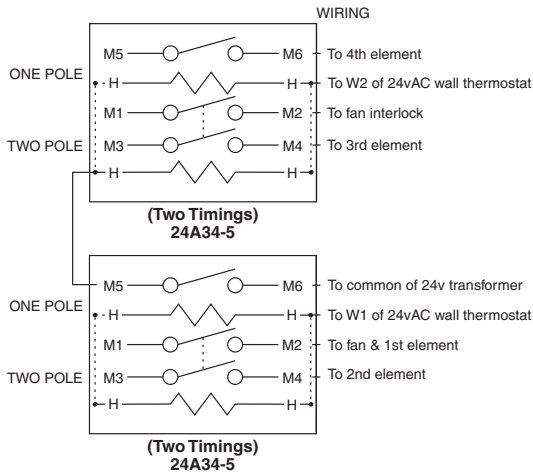 WIRING
M5 M6 To 4th element
ONE POLE
H H To W2 of 24vAC wall thermostat
M1 M2 To fan interlock
TWO POLE M3 M4 To 3rd element
H H
(Two Timings)
24A34-5
M5 M6 To common of 24v transformer
ONE POLE
H H To W1 of 24vAC wall thermostat
M1 M2 To fan & 1st element
TWO POLE M3 M4 To 2nd element
H H
(Two Timings)
24A34-5